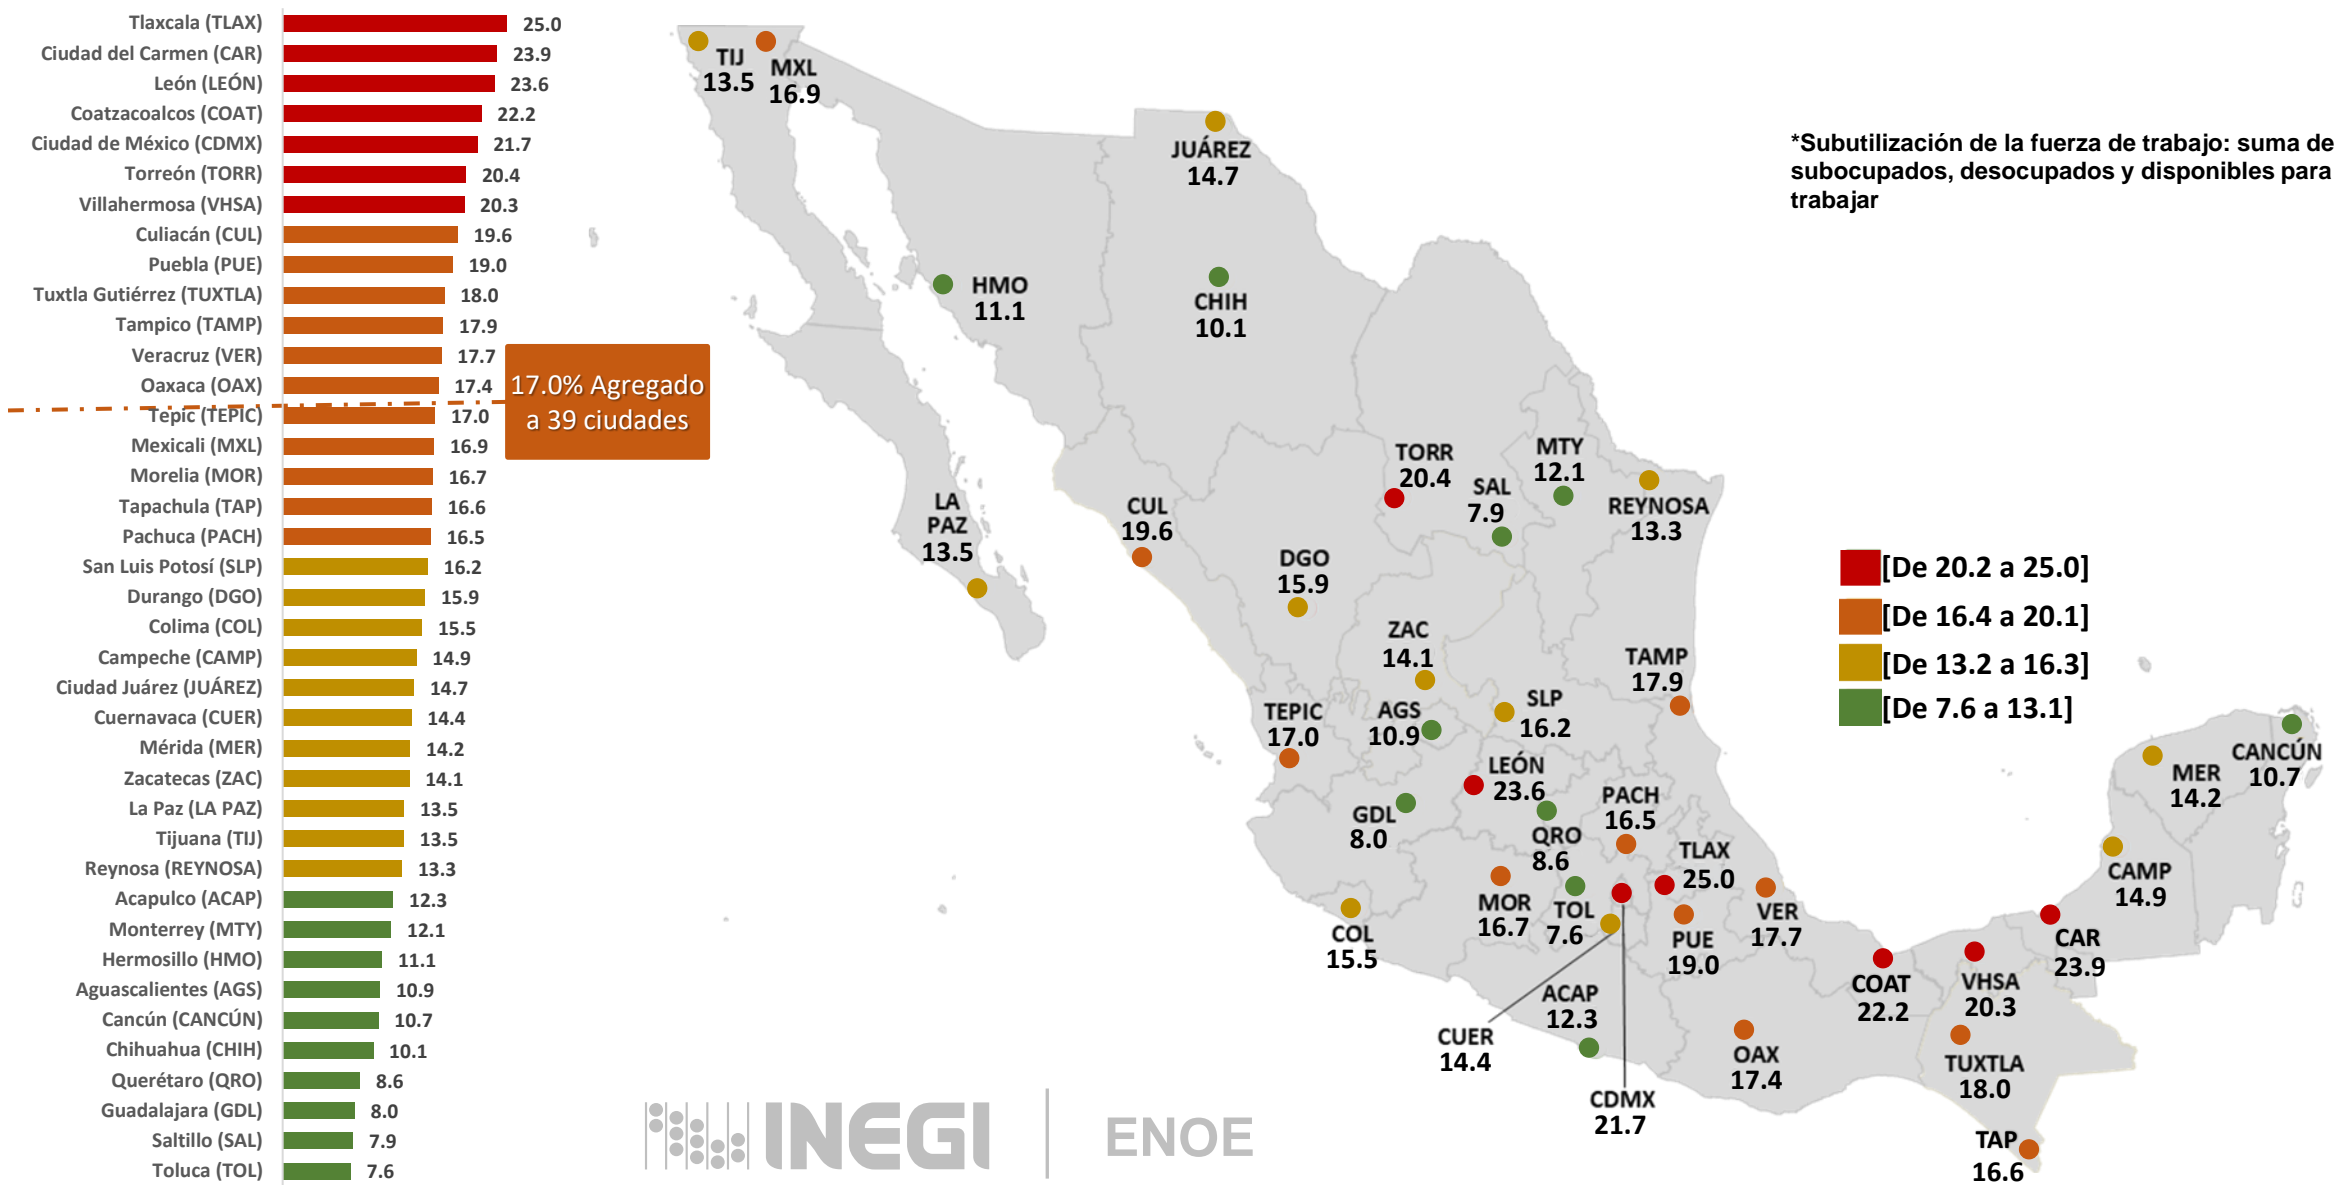 Tlaxcala (TLAX) 25.0
Ciudad del Carmen (CAR) 23.9
León (LEÓN) 23.6
Coatzacoalcos (COAT) 22.2
Ciudad de México (CDMX) 21.7
Torreón (TORR) 20.4
Villahermosa (VHSA) 20.3
Culiacán (CUL) 19.6
Puebla (PUE) 19.0
Tuxtla Gutiérrez (TUXTLA) 18.0
Tampico (TAMP) 17.9
Veracruz (VER) 17.7
Oaxaca (OAX) 17.4
Tepic (TEPIC) 17.0
Mexicali (MXL) 16.9
Morelia (MOR) 16.7
Tapachula (TAP) 16.6
Pachuca (PACH) 16.5
San Luis Potosí (SLP) 16.2
Durango (DGO) 15.9
Colima (COL) 15.5
Campeche (CAMP) 14.9
Ciudad Juárez (JUÁREZ) 14.7
Cuernavaca (CUER) 14.4
Mérida (MER) 14.2
Zacatecas (ZAC) 14.1
La Paz (LA PAZ) 13.5
Tijuana (TIJ) 13.5
Reynosa (REYNOSA) 13.3
Acapulco (ACAP) 12.3
Monterrey (MTY) 12.1
Hermosillo (HMO) 11.1
Aguascalientes (AGS) 10.9
Cancún (CANCÚN) 10.7
Chihuahua (CHIH) 10.1
Querétaro (QRO) 8.6
Guadalajara (GDL) 8.0
Saltillo (SAL) 7.9
Toluca (TOL) 7.6
17.0% Agregado
a 39 ciudades
TIJ
13.5
MXL
16.9
JUÁREZ
14.7
HMO
11.1
CHIH
10.1
LA
PAZ
13.5
CUL
19.6
TORR
20.4
SAL
7.9
MTY
12.1
REYNOSA
13.3
DGO
15.9
ZAC
14.1
TAMP
17.9
TEPIC
17.0
AGS
10.9
SLP
16.2
LEÓN
23.6
GDL
8.0
QRO
8.6
PACH
16.5
TLAX
25.0
COL
15.5
MOR
16.7
TOL
7.6
PUE
19.0
VER
17.7
CUER
14.4
ACAP
12.3
CDMX
21.7
OAX
17.4
COAT
22.2
VHSA
20.3
CAR
23.9
CAMP
14.9
MER
14.2
CANCÚN
10.7
TUXTLA
18.0
TAP
16.6
*Subutilización de la fuerza de trabajo: suma de
subocupados, desocupados y disponibles para
trabajar
[De 20.2 a 25.0]
[De 16.4 a 20.1]
[De 13.2 a 16.3]
[De 7.6 a 13.1]
INEGI
ENOE